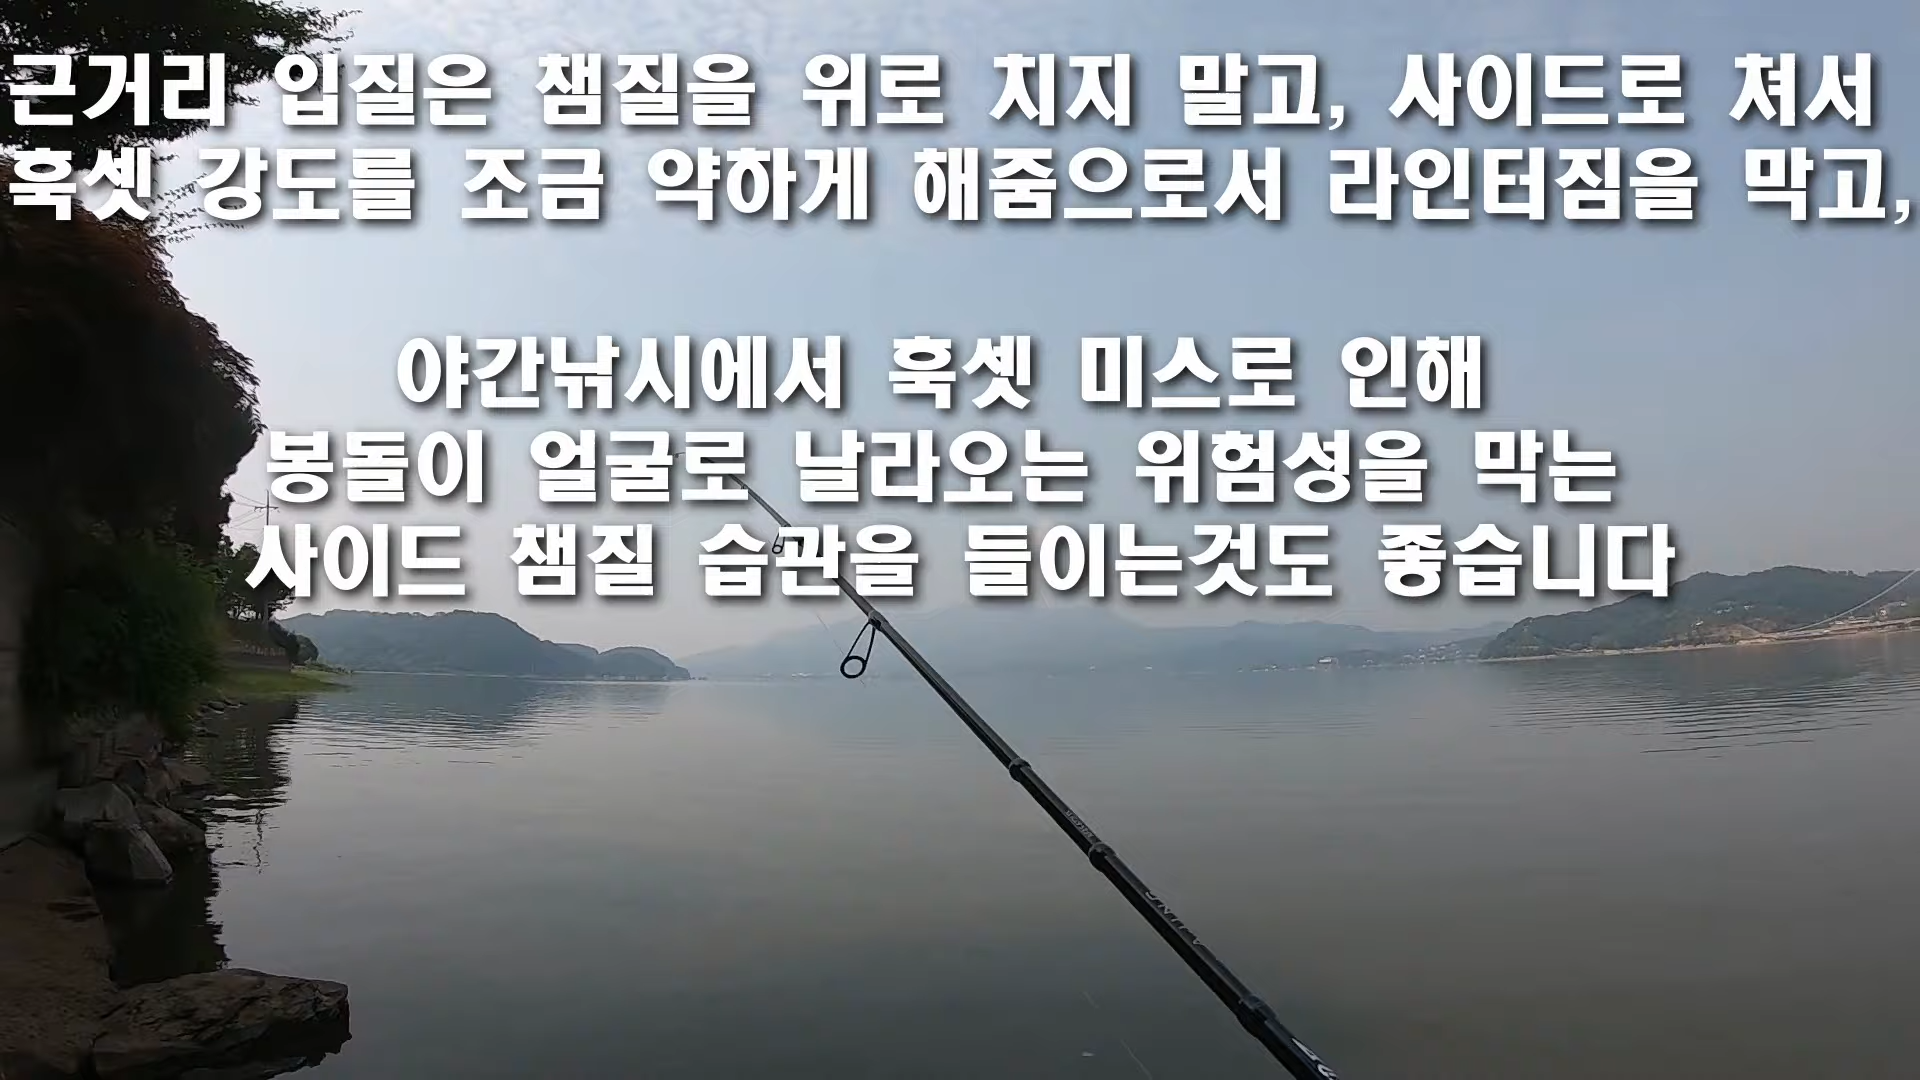 근거리 입질은 챔질을 위로 치지 말고, 사이드로 쳐서
훅셋 강도를 조금 약하게 해줌으로서 라인터짐을 막고,
야간낚시에서 훅셋 미스로 인해
봉돌이 얼굴로 날라오는 위험성을 막는
사이드 챔질 습관을 들이는것도 좋습니다